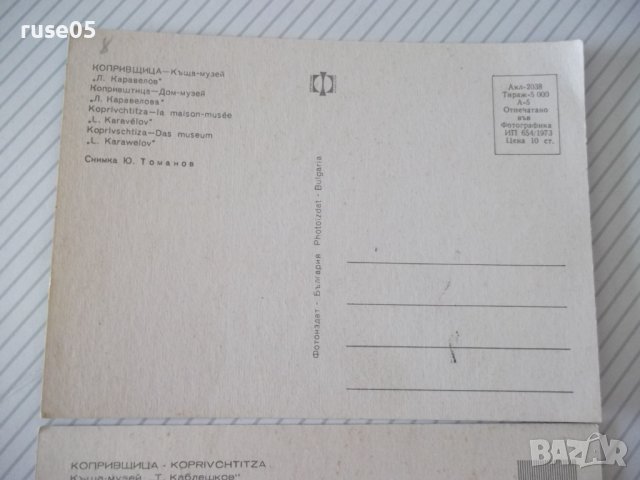 ruse05
8
КОПРИВЩИЦА—Къща-музей
„Л. Каравелов"
Копривштица—Дом-музей
„Л. Каравелова"
Koprivchtitza—la maison-musée
„L. Karavélov"
Koprivschtiza—Das museum
„L. Karawelov"
Снимка Ю. Томанов
Фотоиздат - България Photoizdat - Bulgaria
Акл-2038
Тираж-5 000
А-5
Отпечатано
във
Фотографика
ИП 654/1973
Цена 10 ст.
КОПРИВЩИЦА - KOPRIVCHTITZA
Къща-музей „Т. Каблешков"
BAZAR